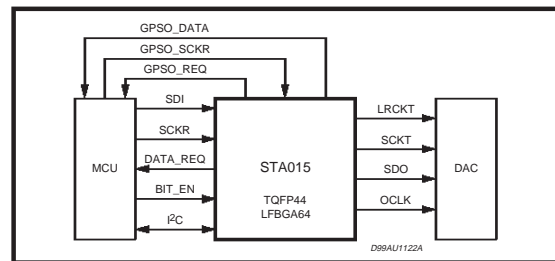 GPSO_DATA
GPSO_SCKR
GPSO_REQ
SDI
SCKR
DATA_REQ
BIT_EN
I²C
MCU
STA015
TQFP44
LFBGA64
LRCKT
SCKT
SDO
OCLK
DAC
D99AU1122A